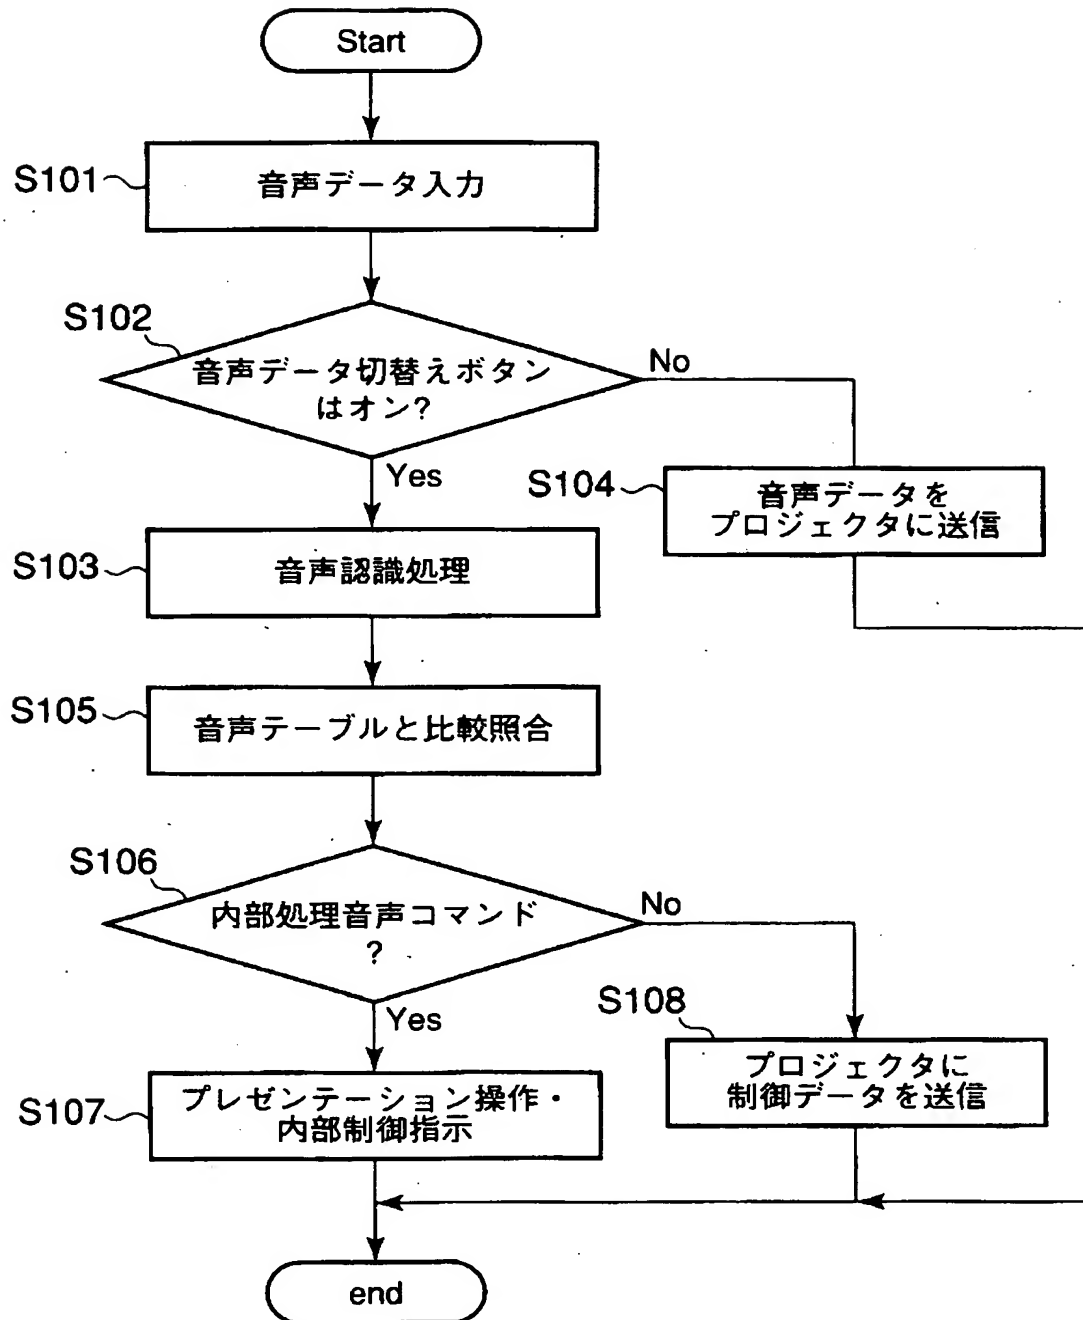 Start
S101
音声データ入力
S102
音声データ切替えボタン
はオン?
No
Yes
S104
音声データを
プロジェクタに送信
S103
音声認識処理
S105
音声テーブルと比較照合
S106
内部処理音声コマンド
?
No
Yes
S108
プロジェクタに
制御データを送信
S107
プレゼンテーション操作・
内部制御指示
end